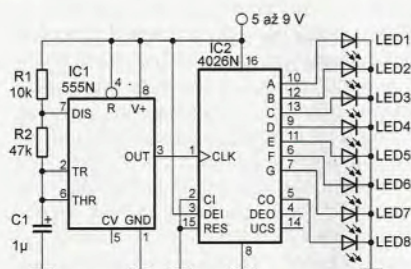 5 až 9 V
R1
10k
IC1
555N
4
8
R
V+
7
DIS
R2
47k
OUT
3
2
TR
6
THR
C1
+
1µ
CV
GND
5
1
IC2
4026N
16
1
CLK
2
CI
3
DEI
15
RES
A
10
B
12
C
13
D
9
E
11
F
6
G
7
CO
5
DEO
4
UCS
14
8
LED1
LED2
LED3
LED4
LED5
LED6
LED7
LED8